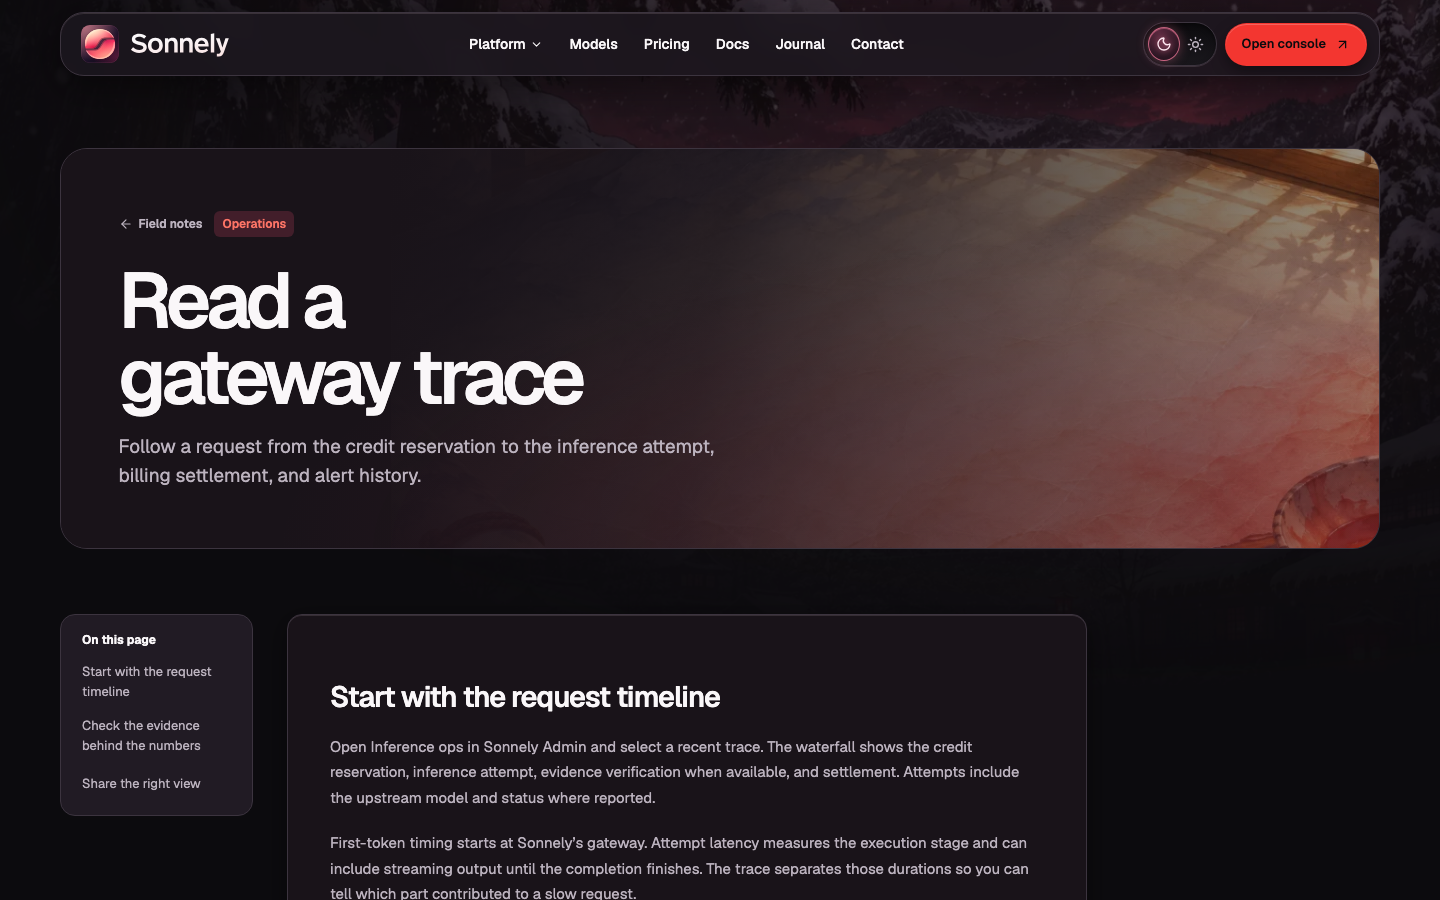 Sonnely
Platform
Models
Pricing
Docs
Journal
Contact
Open console
Field notes
Operations
Read a
gateway trace
Follow a request from the credit reservation to the inference attempt,
billing settlement, and alert history.
On this page
Start with the request
timeline
Check the evidence
behind the numbers
Share the right view
Start with the request timeline
Open Inference ops in Sonnely Admin and select a recent trace. The waterfall shows the credit
reservation, inference attempt, evidence verification when available, and settlement. Attempts include
the upstream model and status where reported.
First-token timing starts at Sonnely’s gateway. Attempt latency measures the execution stage and can
include streaming output until the completion finishes. The trace separates those durations so you can
tell which part contributed to a slow request.